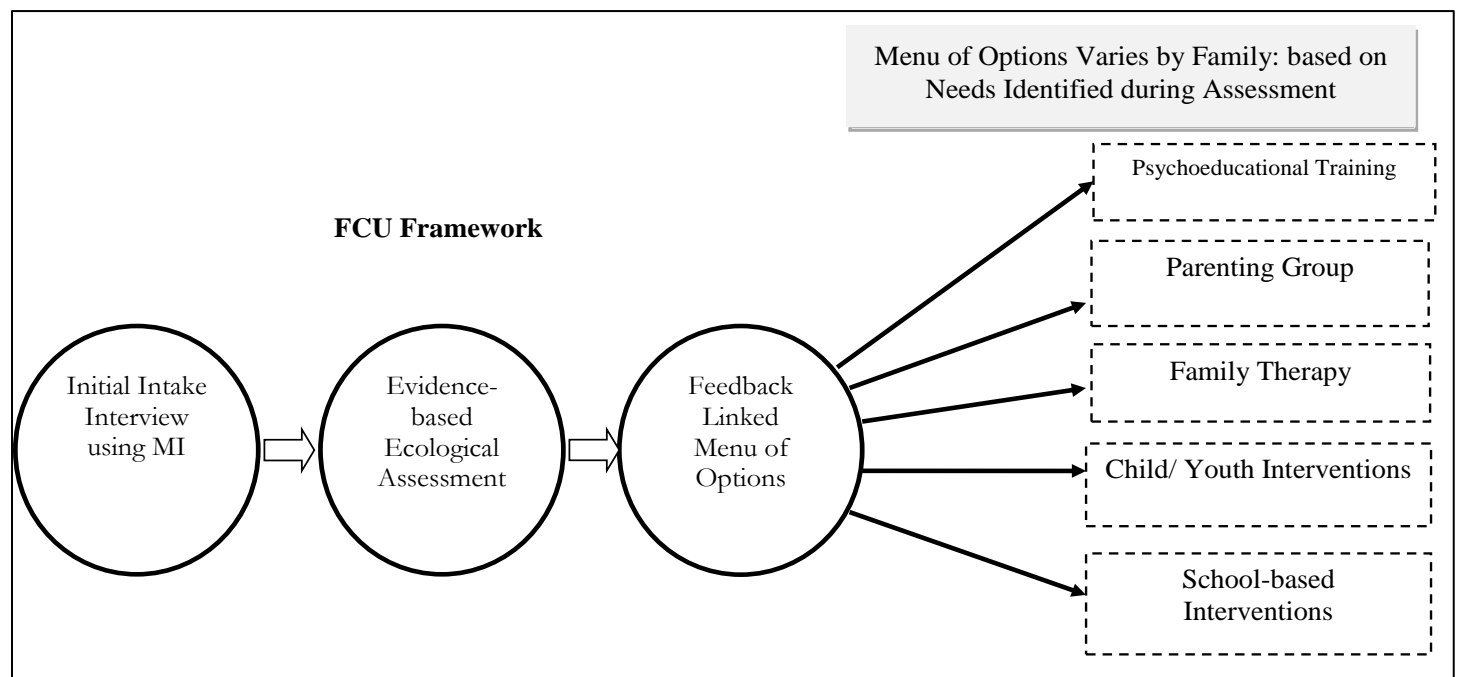 Menu of Options Varies by Family: based on
Needs Identified during Assessment
Psychoeducational Training
FCU Framework
Parenting Group
Family Therapy
Initial Intake
Interview
using MI
Evidence-
based
Ecological
Assessment
Feedback
Linked
Menu of
Options
Child/ Youth Interventions
School-based
Interventions